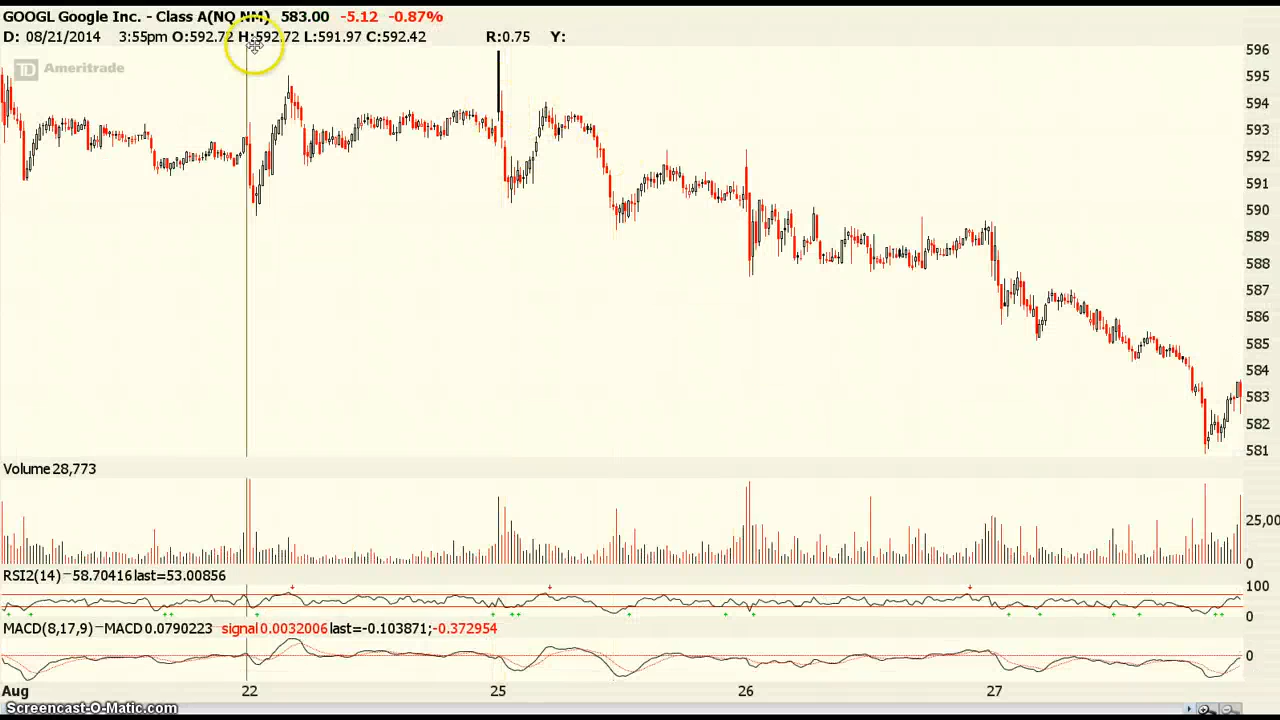 GOOGL Google Inc. - Class A(NQ NM) 583.00 -5.12 -0.87%
D: 08/21/2014 3:55pm O:592.72 H:592.72 L:591.97 C:592.42 R:0.75 Y:
TD Ameritrade
596
595
594
593
592
591
590
589
588
587
586
585
584
583
582
581
Volume 28,773
25,00
0
RSI2(14) —58.70416 last=53.00856
100
0
MACD(8,17,9) —MACD 0.0790223 signal 0.0032006 last=-0.103871;-0.372954
0
Aug 22 25 26 27
Screencast-O-Matic.com